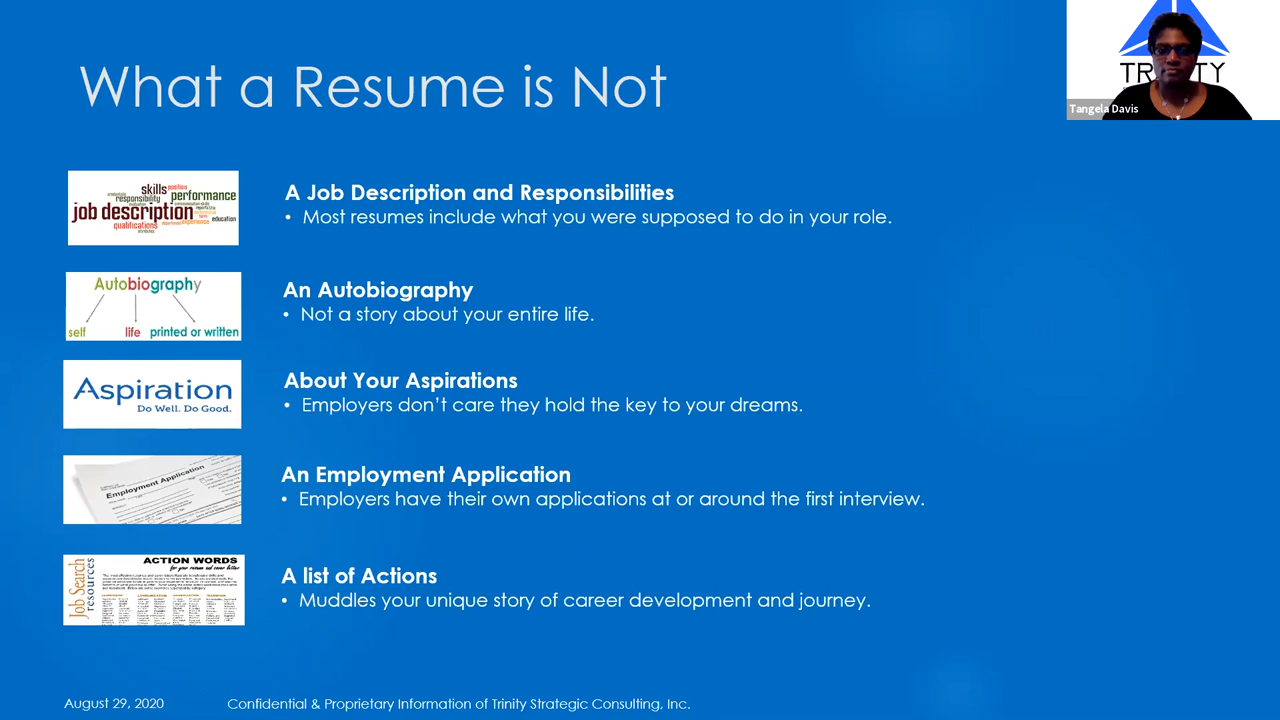 What a Resume is Not
TR
TY
Tangela Davis
skills position
responsibility performance
job description
education
qualifications experience
A Job Description and Responsibilities
• Most resumes include what you were supposed to do in your role.
Autobiography
self life printed or written
An Autobiography
• Not a story about your entire life.
Aspiration
Do Well. Do Good.
About Your Aspirations
• Employers don’t care they hold the key to your dreams.
Employment Application
An Employment Application
• Employers have their own applications at or around the first interview.
Job Search
resources
ACTION WORDS
for your resume and cover letter
A list of Actions
• Muddles your unique story of career development and journey.
August 29, 2020
Confidential & Proprietary Information of Trinity Strategic Consulting, Inc.